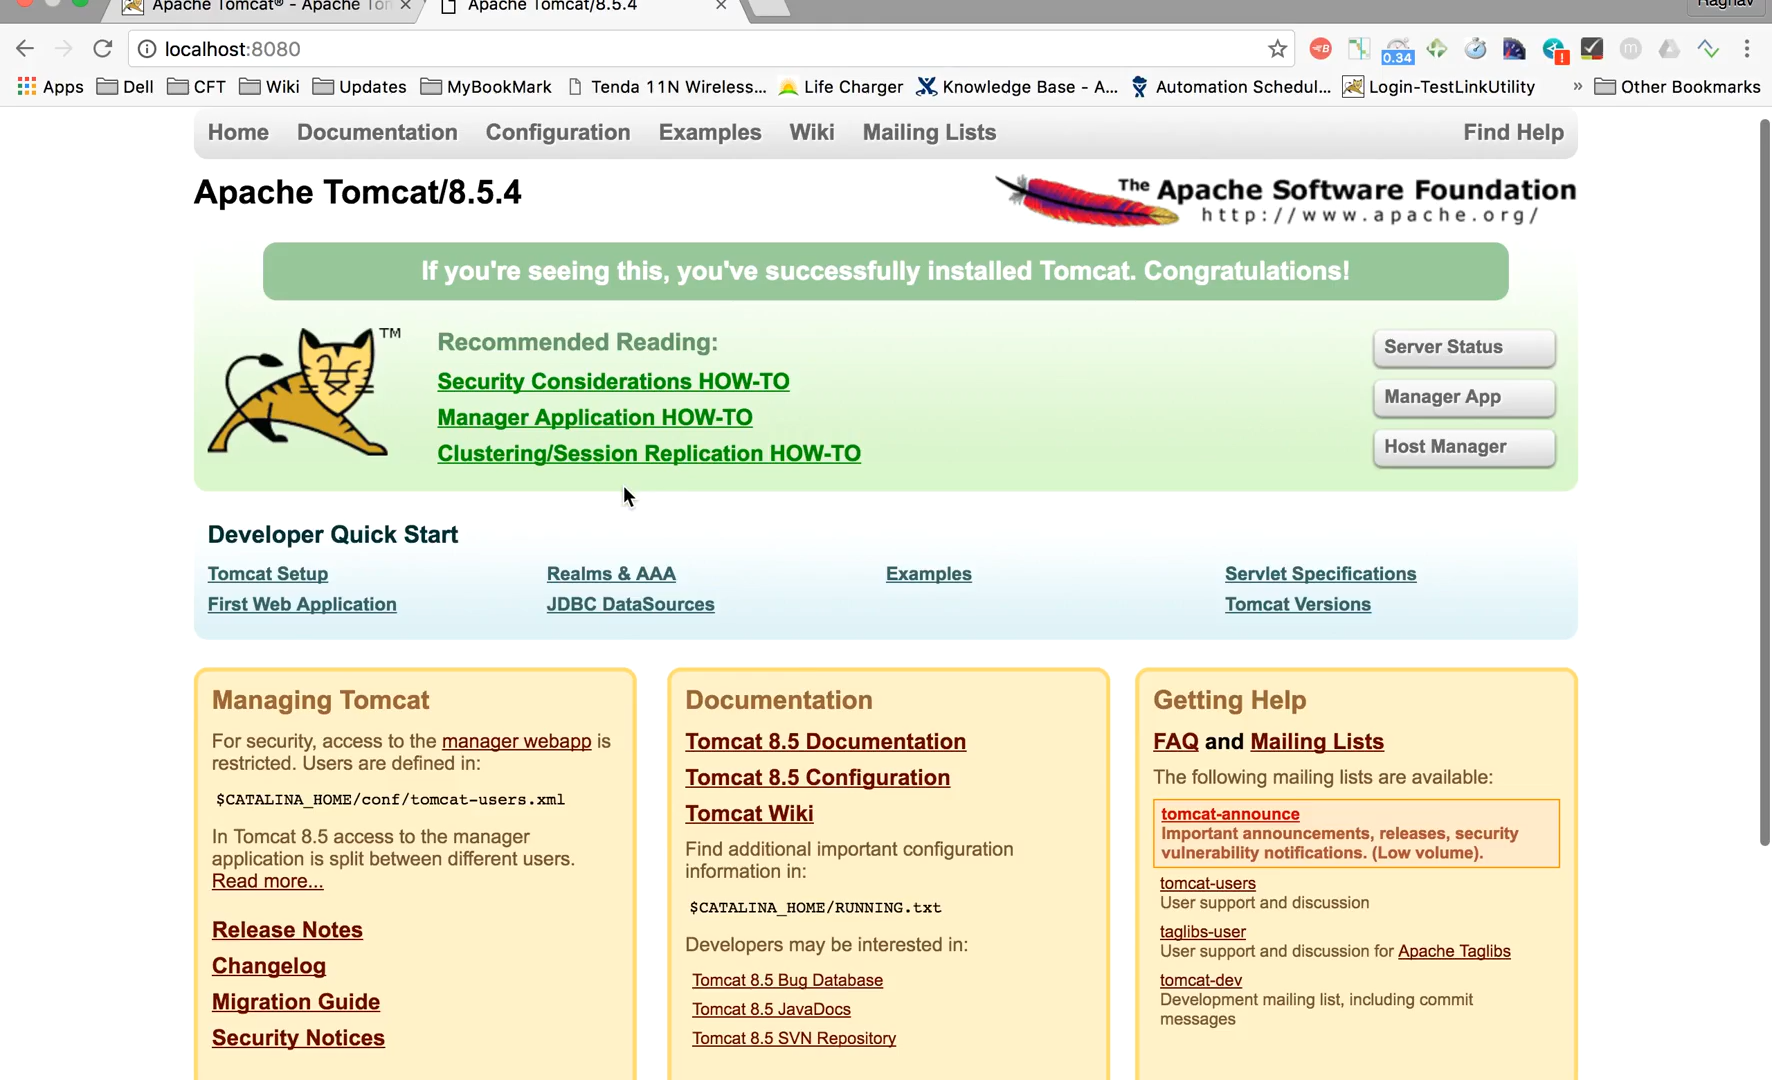 Apache Tomcat® - Apache Tom
Apache Tomcat/8.5.4
Raghav
localhost:8080
0.34
Apps Dell CFT Wiki Updates MyBookMark Tenda 11N Wireless... Life Charger Knowledge Base - A... Automation Schedul... Login-TestLinkUtility » Other Bookmarks
Home Documentation Configuration Examples Wiki Mailing Lists Find Help
Apache Tomcat/8.5.4
The Apache Software Foundation
http://www.apache.org/
If you're seeing this, you've successfully installed Tomcat. Congratulations!
TM
Recommended Reading:
Security Considerations HOW-TO
Manager Application HOW-TO
Clustering/Session Replication HOW-TO
Server Status
Manager App
Host Manager
Developer Quick Start
Tomcat Setup
First Web Application
Realms & AAA
JDBC DataSources
Examples
Servlet Specifications
Tomcat Versions
Managing Tomcat
For security, access to the manager webapp is
restricted. Users are defined in:
$CATALINA_HOME/conf/tomcat-users.xml
In Tomcat 8.5 access to the manager
application is split between different users.
Read more...
Release Notes
Changelog
Migration Guide
Security Notices
Documentation
Tomcat 8.5 Documentation
Tomcat 8.5 Configuration
Tomcat Wiki
Find additional important configuration
information in:
$CATALINA_HOME/RUNNING.txt
Developers may be interested in:
Tomcat 8.5 Bug Database
Tomcat 8.5 JavaDocs
Tomcat 8.5 SVN Repository
Getting Help
FAQ and Mailing Lists
The following mailing lists are available:
tomcat-announce
Important announcements, releases, security
vulnerability notifications. (Low volume).
tomcat-users
User support and discussion
taglibs-user
User support and discussion for Apache Taglibs
tomcat-dev
Development mailing list, including commit
messages